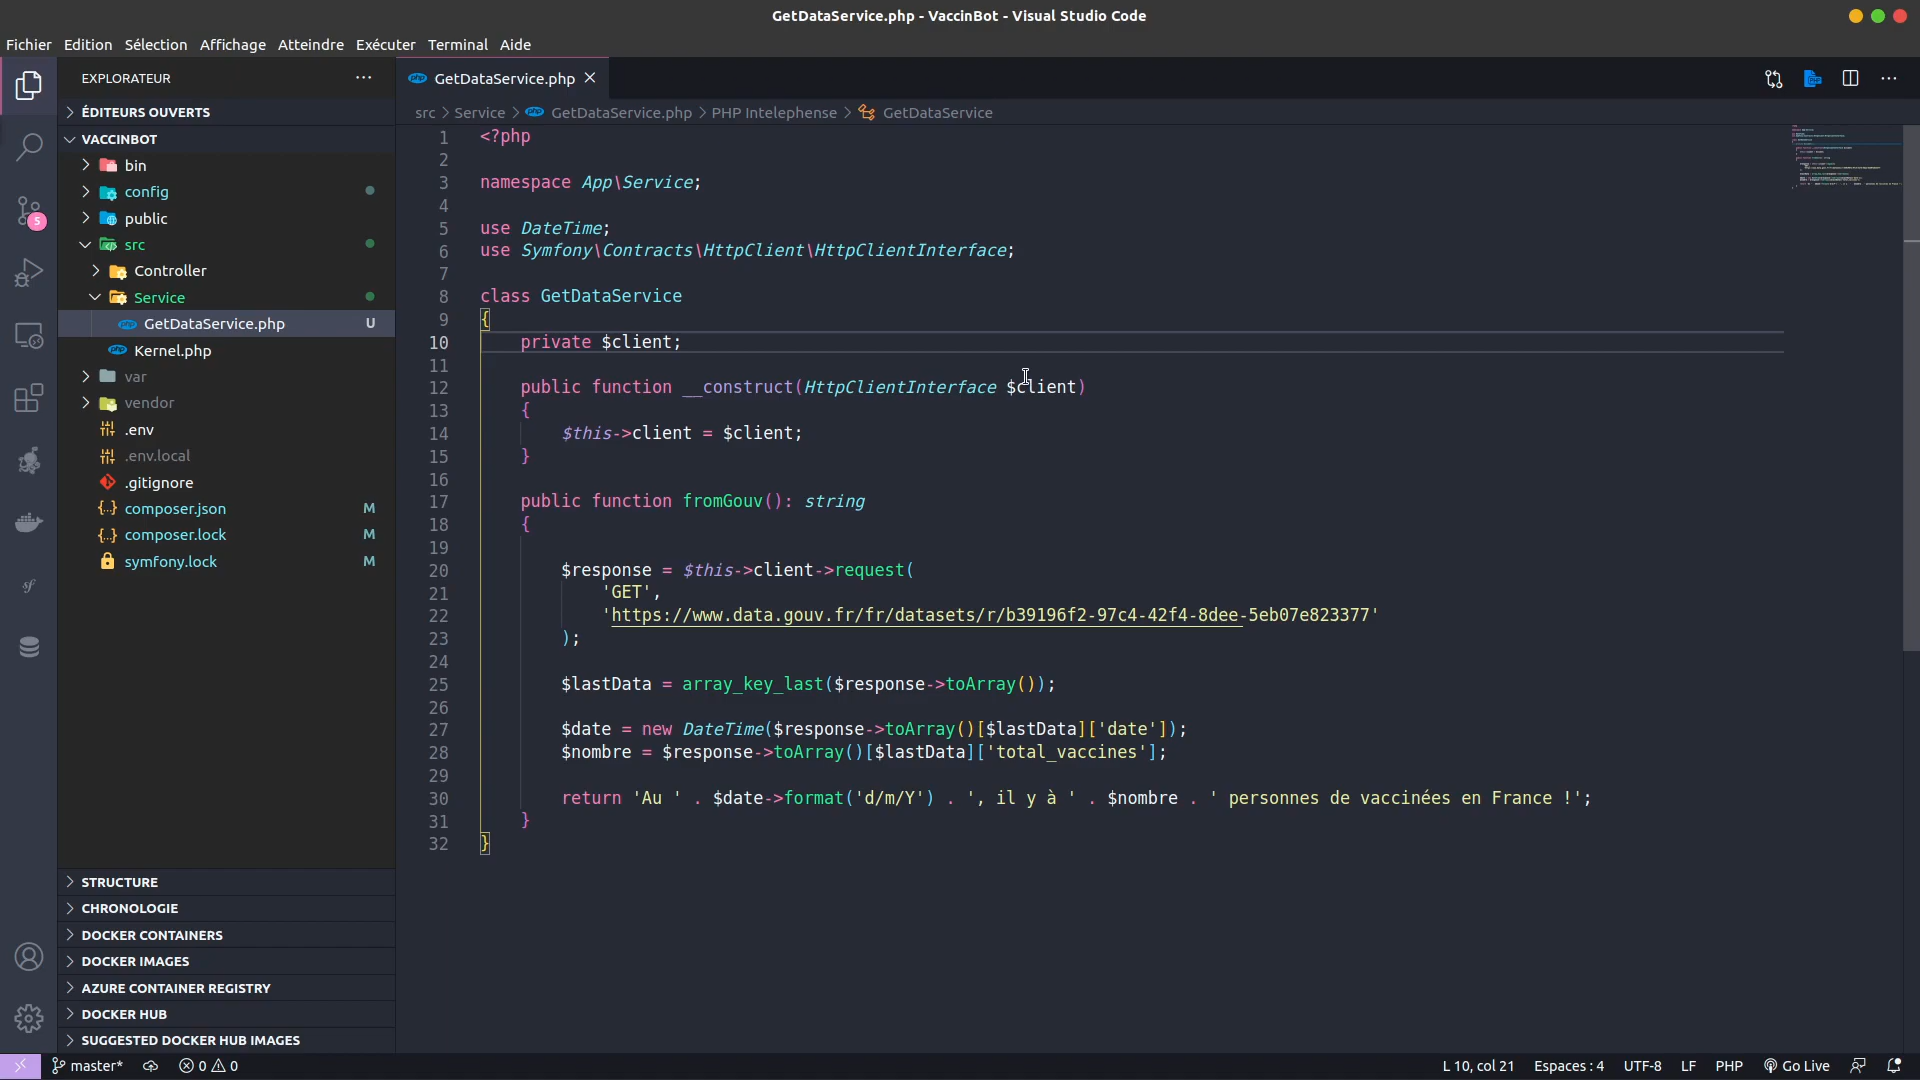 GetDataService.php - VaccinBot - Visual Studio Code
Fichier Edition Sélection Affichage Atteindre Exécuter Terminal Aide
EXPLORATEUR
ÉDITEURS OUVERTS
VACCINBOT
bin
config
public
src
Controller
Service
GetDataService.php U
Kernel.php
var
vendor
.env
.env.local
.gitignore
composer.json M
composer.lock M
symfony.lock M
STRUCTURE
CHRONOLOGIE
DOCKER CONTAINERS
DOCKER IMAGES
AZURE CONTAINER REGISTRY
DOCKER HUB
SUGGESTED DOCKER HUB IMAGES
5
sf
php GetDataService.php
src > Service > php GetDataService.php > PHP Intelephense > GetDataService
1 <?php
2
3 namespace App\Service;
4
5 use DateTime;
6 use Symfony\Contracts\HttpClient\HttpClientInterface;
7
8 class GetDataService
9 {
10 private $client;
11
12 public function __construct(HttpClientInterface $client)
13 {
14 $this->client = $client;
15 }
16
17 public function fromGouv(): string
18 {
19
20 $response = $this->client->request(
21 'GET',
22 'https://www.data.gouv.fr/fr/datasets/r/b39196f2-97c4-42f4-8dee-5eb07e823377'
23 );
24
25 $lastData = array_key_last($response->toArray());
26
27 $date = new DateTime($response->toArray()[$lastData]['date']);
28 $nombre = $response->toArray()[$lastData]['total_vaccines'];
29
30 return 'Au ' . $date->format('d/m/Y') . ', il y à ' . $nombre . ' personnes de vaccinées en France !';
31 }
32 }
master* 0 0 L 10, col 21 Espaces : 4 UTF-8 LF PHP Go Live